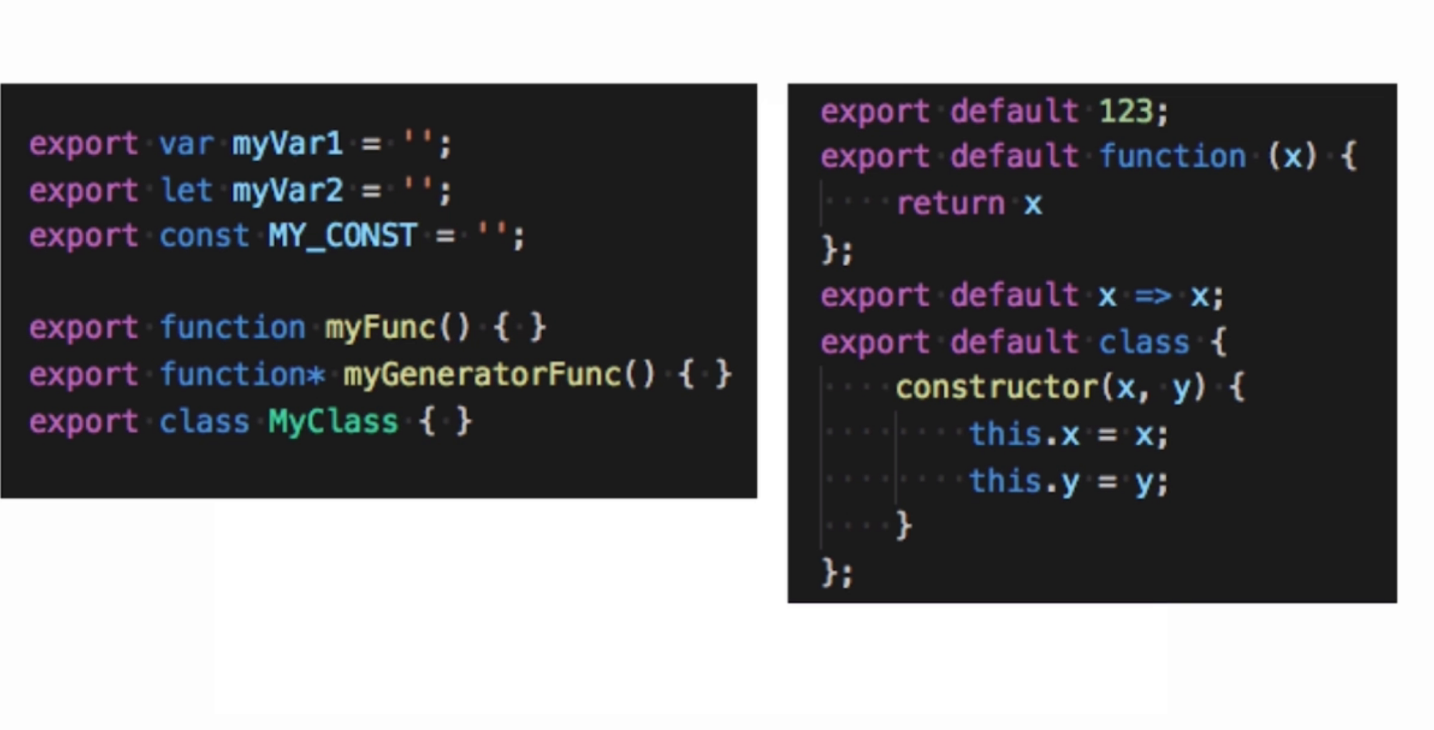 export var myVar1 = '';
export let myVar2 = '';
export const MY_CONST = '';

export function myFunc() { }
export function* myGeneratorFunc() { }
export class MyClass { }

export default 123;
export default function (x) {
    return x
};
export default x => x;
export default class {
    constructor(x, y) {
        this.x = x;
        this.y = y;
    }
};